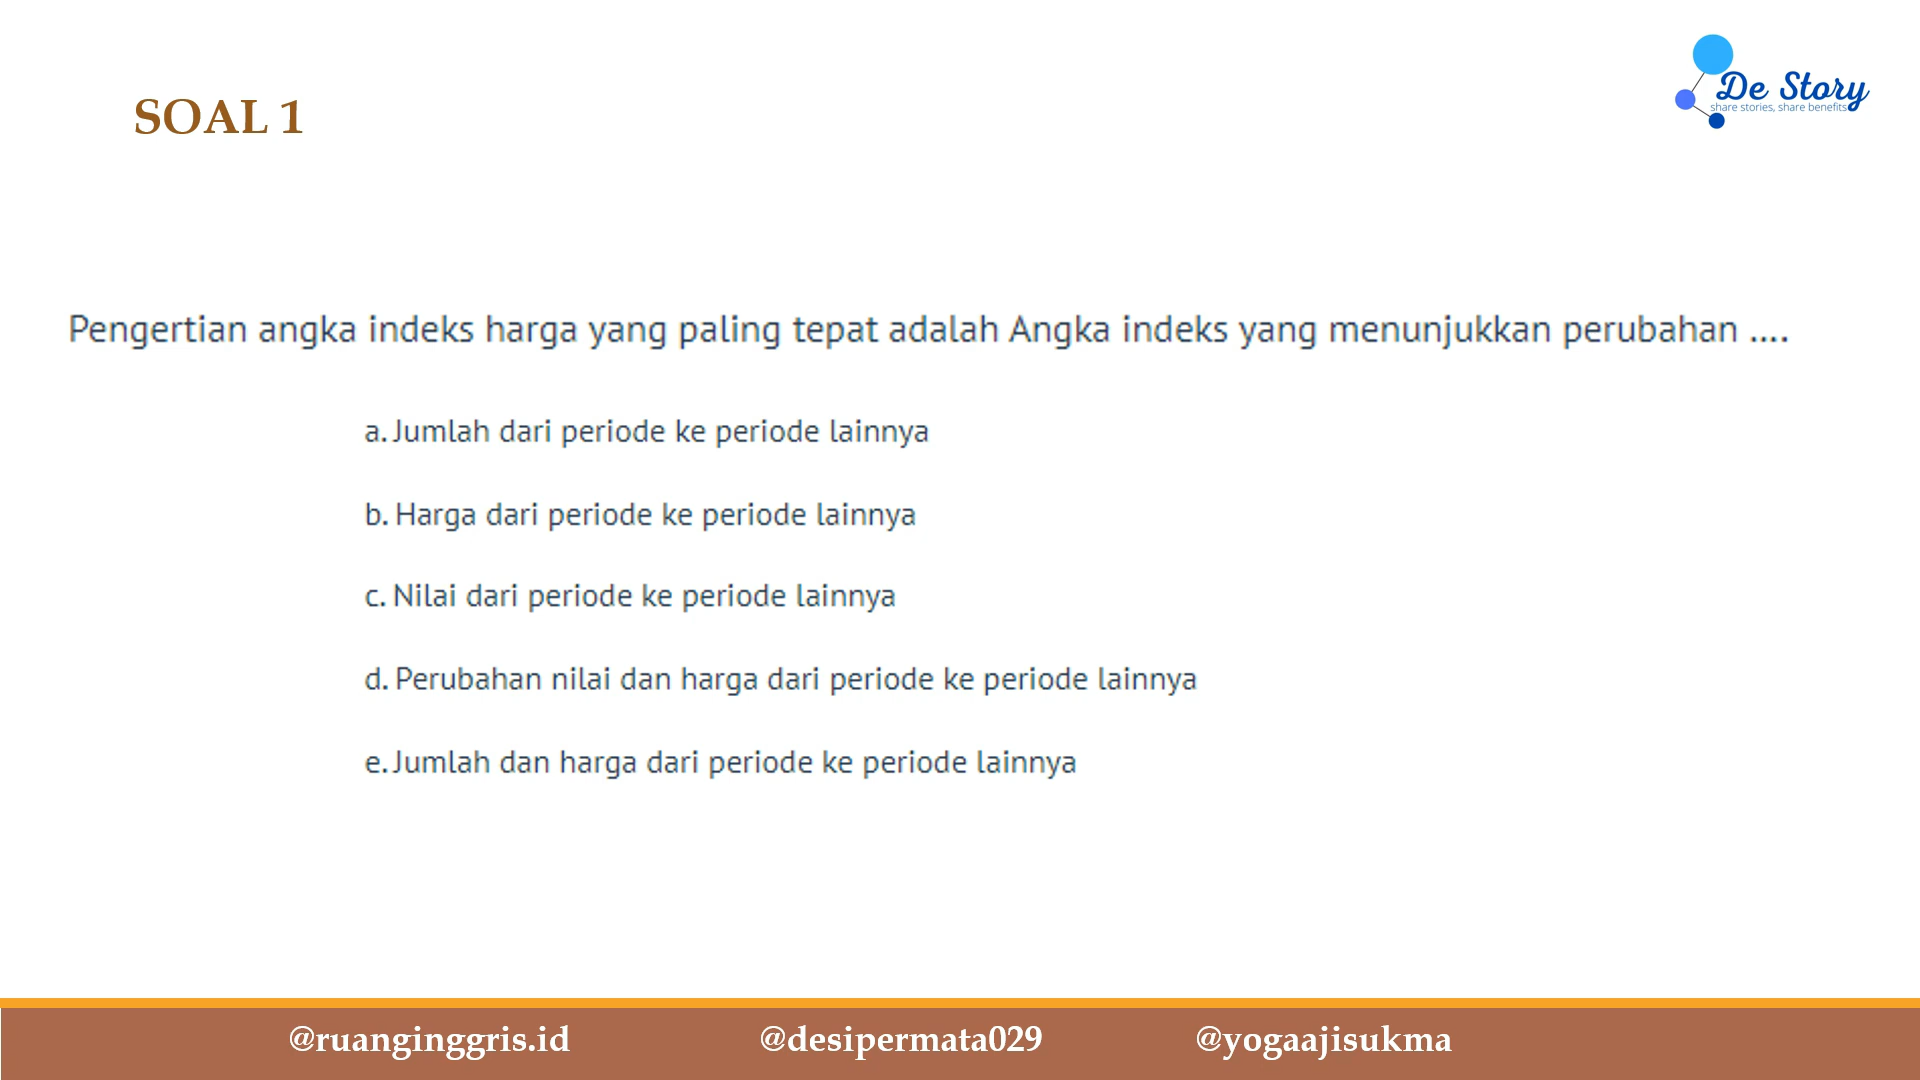 De Story
share stories, share benefits
SOAL 1
Pengertian angka indeks harga yang paling tepat adalah Angka indeks yang menunjukkan perubahan ....
a. Jumlah dari periode ke periode lainnya
b. Harga dari periode ke periode lainnya
c. Nilai dari periode ke periode lainnya
d. Perubahan nilai dan harga dari periode ke periode lainnya
e. Jumlah dan harga dari periode ke periode lainnya
@ruanginggris.id @desipermata029 @yogaajisukma